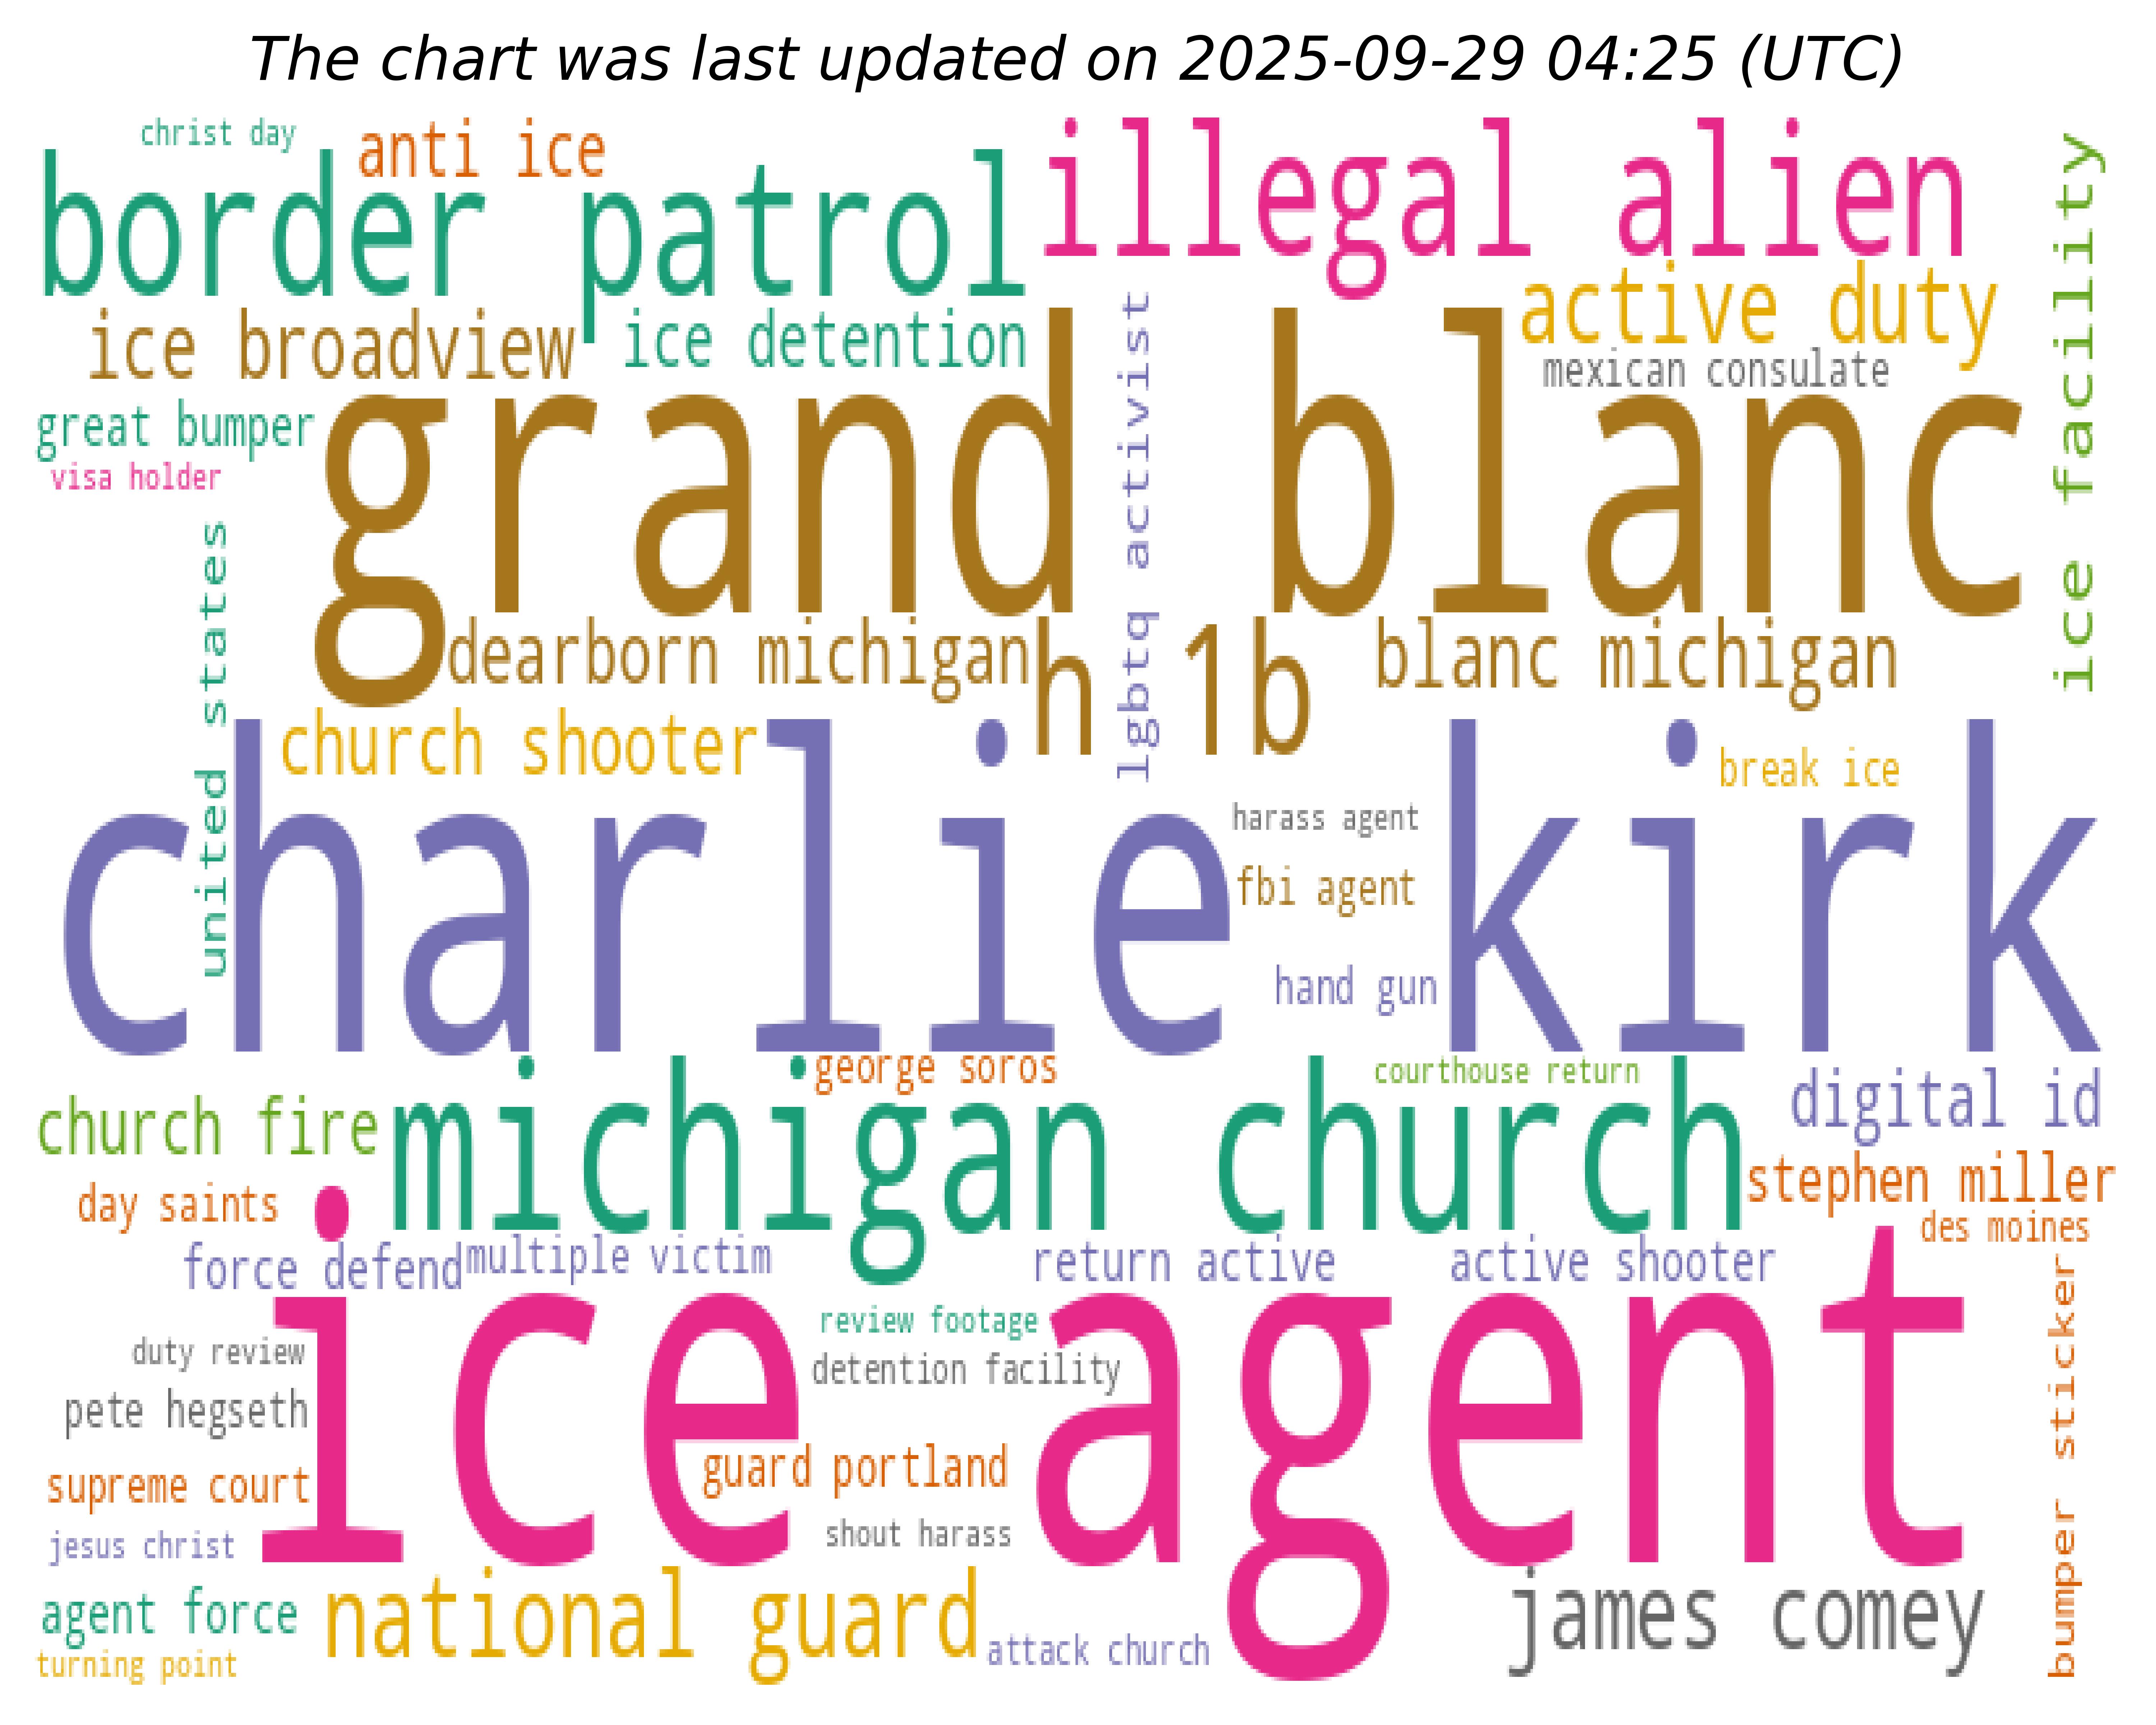 The chart was last updated on 2025-09-29 04:25 (UTC)
christ day
anti ice
border patrol
illegal alien
ice facility
active duty
ice broadview
ice detention
mexican consulate
great bumper
visa holder
grand blanc
lgbtq activist
united states
dearborn michigan
h 1b
blanc michigan
church shooter
break ice
charlie kirk
harass agent
fbi agent
hand gun
george soros
courthouse return
church fire
michigan church
digital id
stephen miller
day saints
des moines
force defend
multiple victim
return active
active shooter
ice agent
review footage
duty review
detention facility
pete hegseth
bumper sticker
guard portland
supreme court
shout harass
jesus christ
agent force
national guard
james comey
attack church
turning point